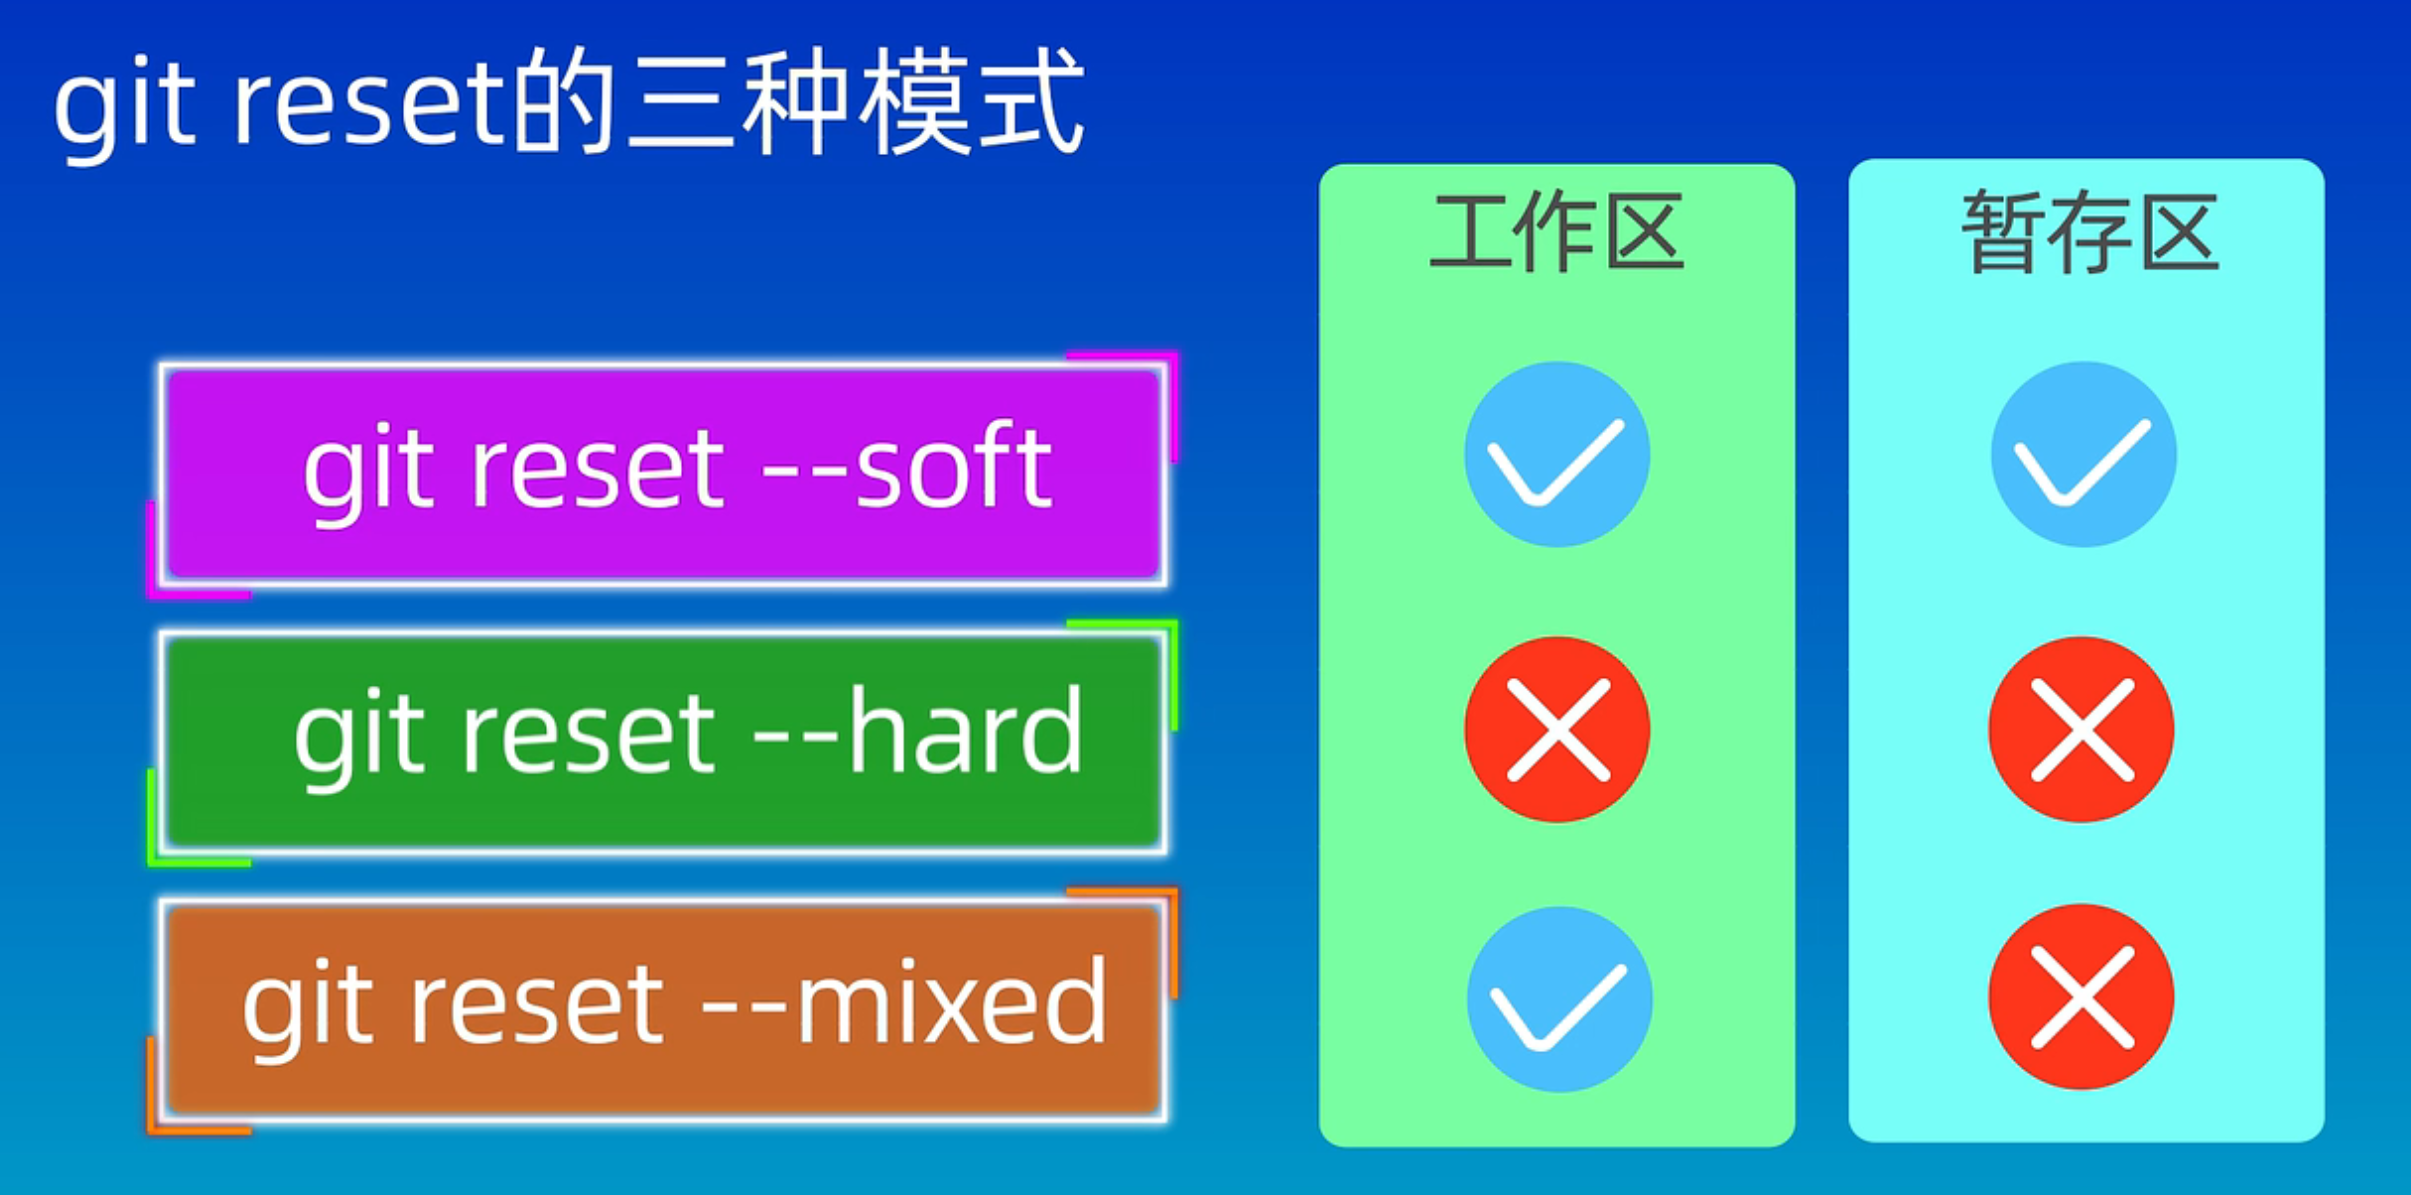 git reset的三种模式
工作区 暂存区
git reset --soft
git reset --hard
git reset --mixed